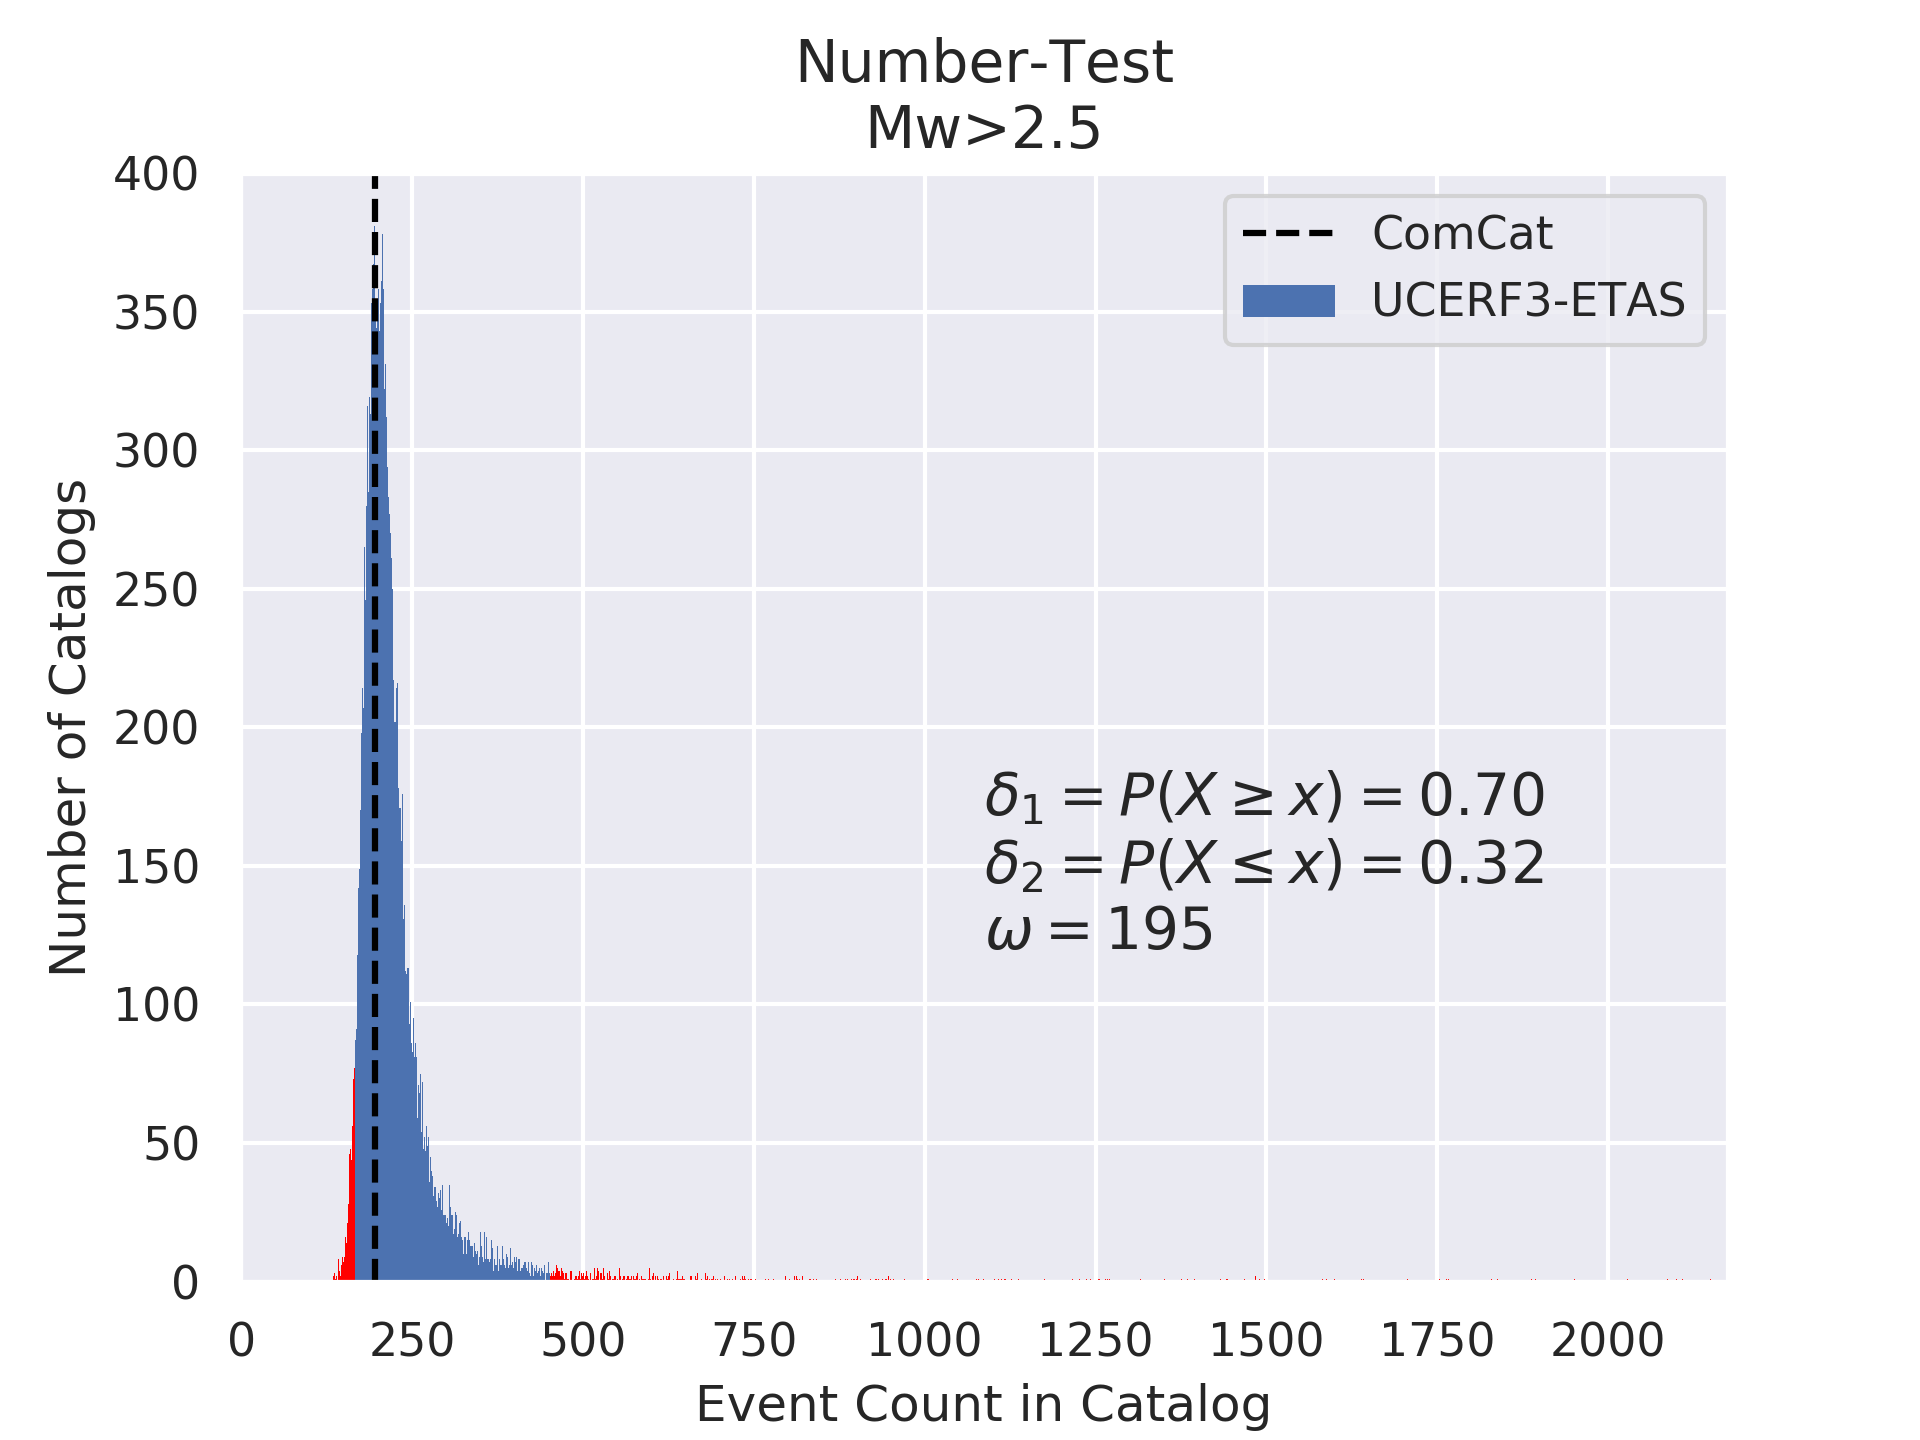 Number-Test
Mw>2.5
400
350
300
250
200
150
100
50
0
Number of Catalogs
ComCat
UCERF3-ETAS
δ₁ = P(X ≥ x) = 0.70
δ₂ = P(X ≤ x) = 0.32
ω = 195
0 250 500 750 1000 1250 1500 1750 2000
Event Count in Catalog